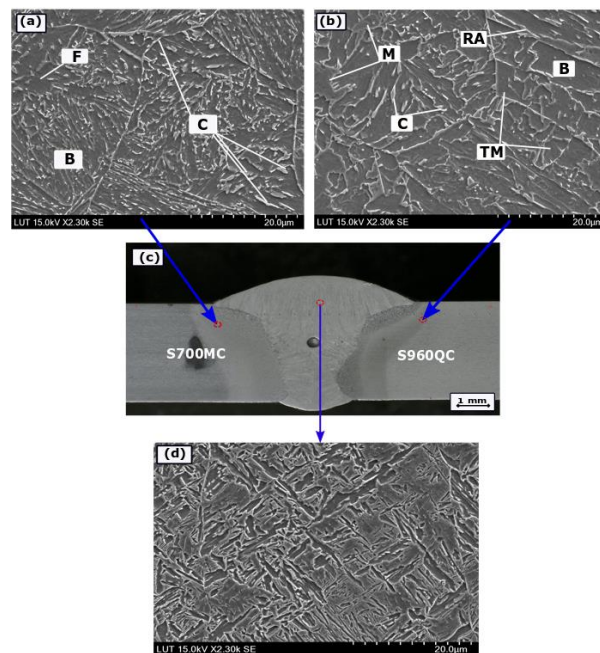 (a)
F
C
B
LUT 15.0kV X2.30k SE 20.0µm
(b)
RA
M
B
C
TM
LUT 15.0kV X2.30k SE 20.0µm
(c)
S700MC
S960QC
1 mm
(d)
LUT 15.0kV X2.30k SE 20.0µm